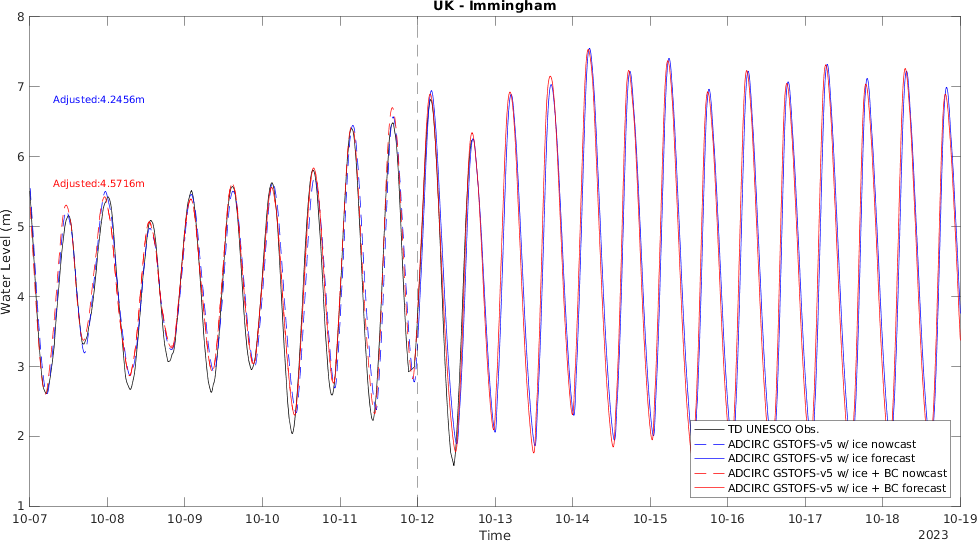 UK - Immingham
8
7
6
5
4
3
2
1
Water Level (m)
Adjusted:4.2456m
Adjusted:4.5716m
TD UNESCO Obs.
ADCIRC GSTOFS-v5 w/ ice nowcast
ADCIRC GSTOFS-v5 w/ ice forecast
ADCIRC GSTOFS-v5 w/ ice + BC nowcast
ADCIRC GSTOFS-v5 w/ ice + BC forecast
10-07 10-08 10-09 10-10 10-11 10-12 10-13 10-14 10-15 10-16 10-17 10-18 10-19
Time
2023